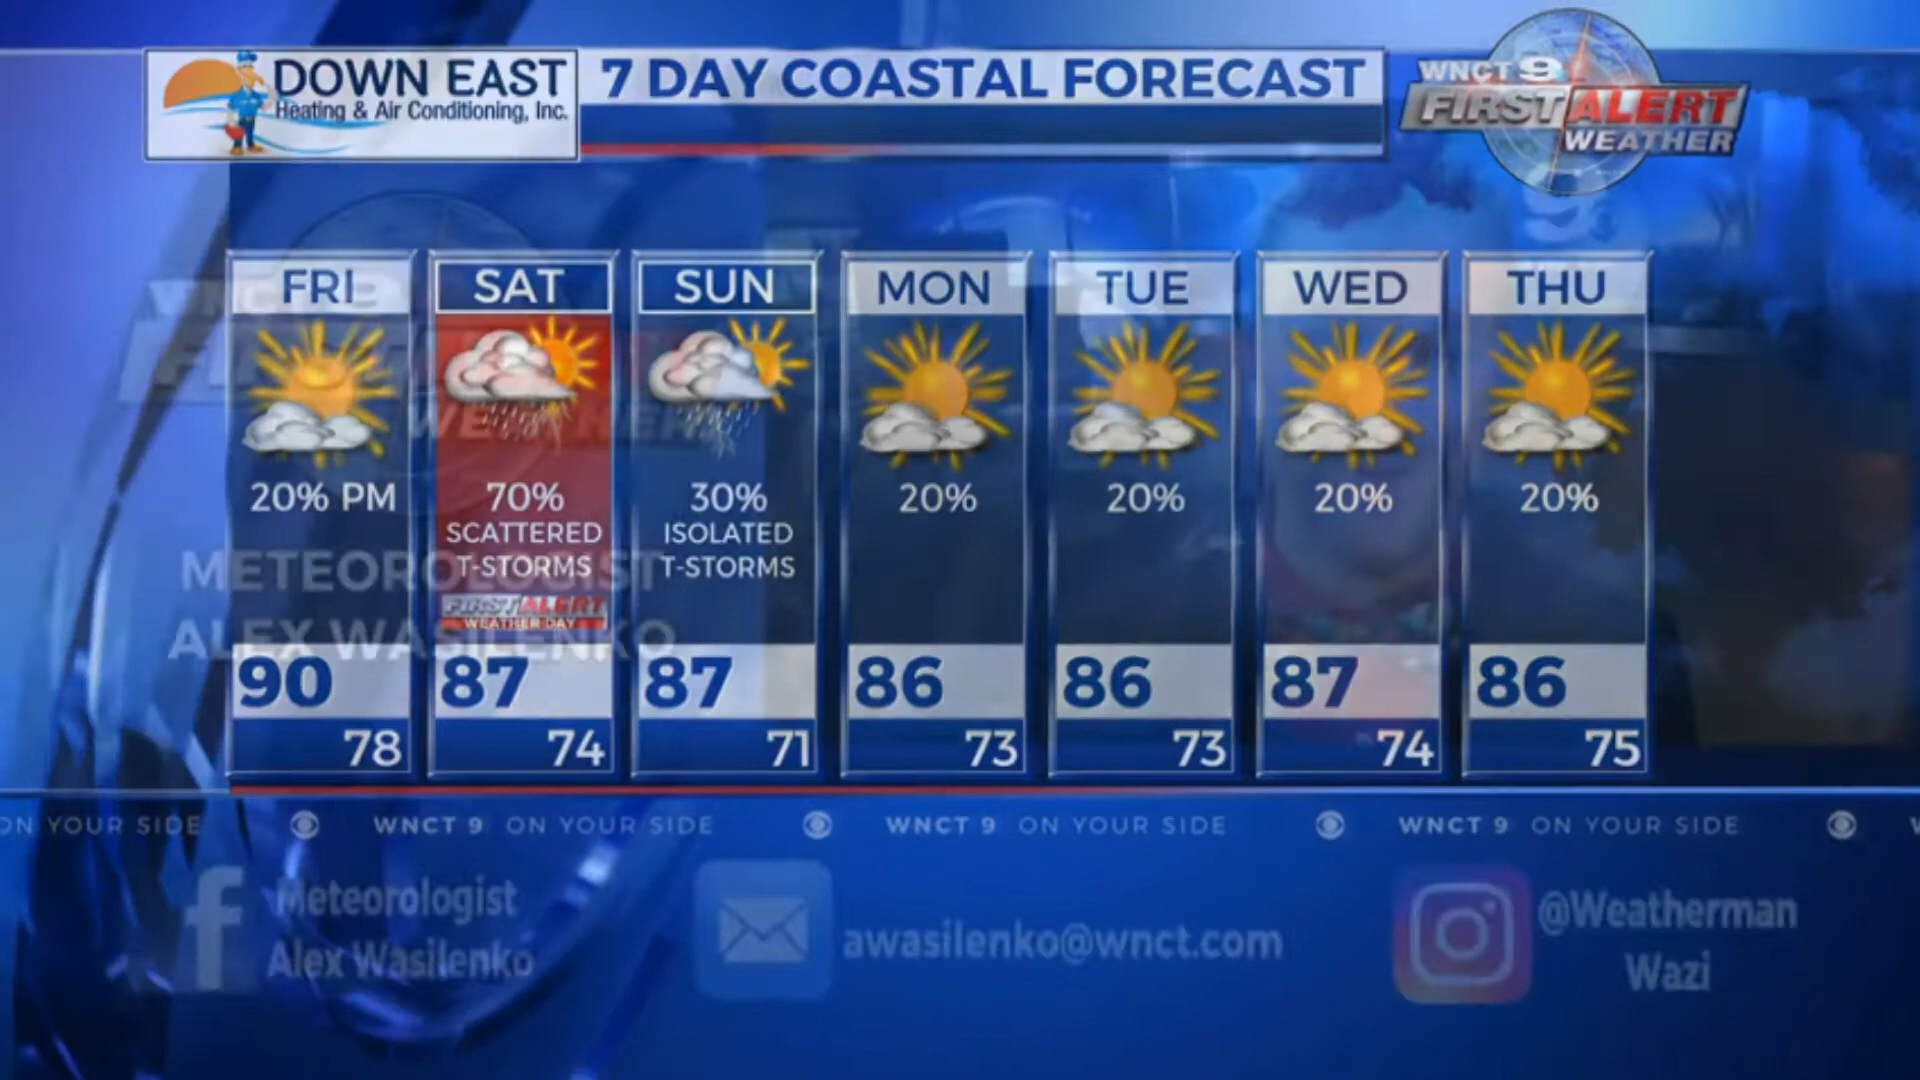 DOWN EAST
Heating & Air Conditioning, Inc.
7 DAY COASTAL FORECAST
WNCT 9
FIRST ALERT
WEATHER
FRI SAT SUN MON TUE WED THU
20% PM 70% 30% 20% 20% 20% 20%
SCATTERED ISOLATED
T-STORMS T-STORMS
FIRST ALERT
WEATHER DAY
METEOROLOGIST
ALEX WASILENKO
90 87 87 86 86 87 86
78 74 71 73 73 74 75
ON YOUR SIDE WNCT 9 ON YOUR SIDE WNCT 9 ON YOUR SIDE WNCT 9 ON YOUR SIDE
Meteorologist
Alex Wasilenko
awasilenko@wnct.com
@Weatherman
Wazi